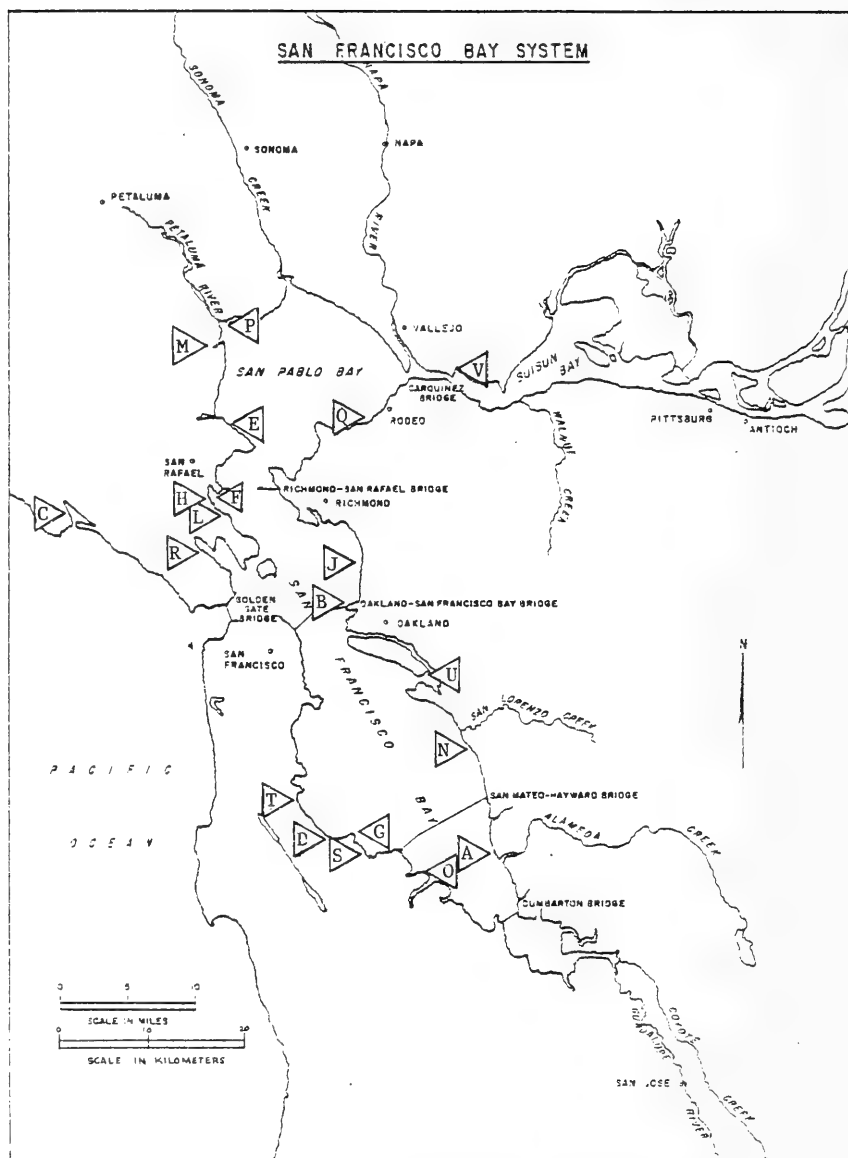 SAN FRANCISCO BAY SYSTEM
SONOMA
CREEK
NAPA
RIVER
SONOMA
NAPA
PETALUMA
PETALUMA
RIVER
P
M
VALLEJO
SAN PABLO BAY
V
SUISUN
BAY
CARQUINEZ
BRIDGE
E
Q
RODEO
PITTSBURG
ANTIOCH
WALNUT
CREEK
SAN
RAFAEL
RICHMOND-SAN RAFAEL BRIDGE
H
F
RICHMOND
C
L
R
J
SAN
FRANCISCO
BAY
B
OAKLAND-SAN FRANCISCO BAY BRIDGE
GOLDEN
GATE
BRIDGE
OAKLAND
SAN
FRANCISCO
N
U
SAN LORENZO CREEK
N
PACIFIC
OCEAN
SAN MATEO-HAYWARD BRIDGE
T
ALAMEDA
CREEK
D
G
S
A
O
DUMBARTON BRIDGE
0 5 10
SCALE IN MILES
0 10 20
SCALE IN KILOMETERS
COYOTE
CREEK
GUADALUPE
RIVER
SAN JOSE